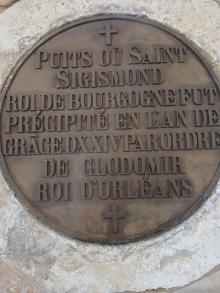 PUITS OÙ SAINT
SIGISMOND
ROI DE BOURGOGNE FUT
PRÉCIPITÉ EN L'AN DE
GRÂCE DXXIV PAR ORDRE
DE CLODOMIR
ROI D'ORLÉANS